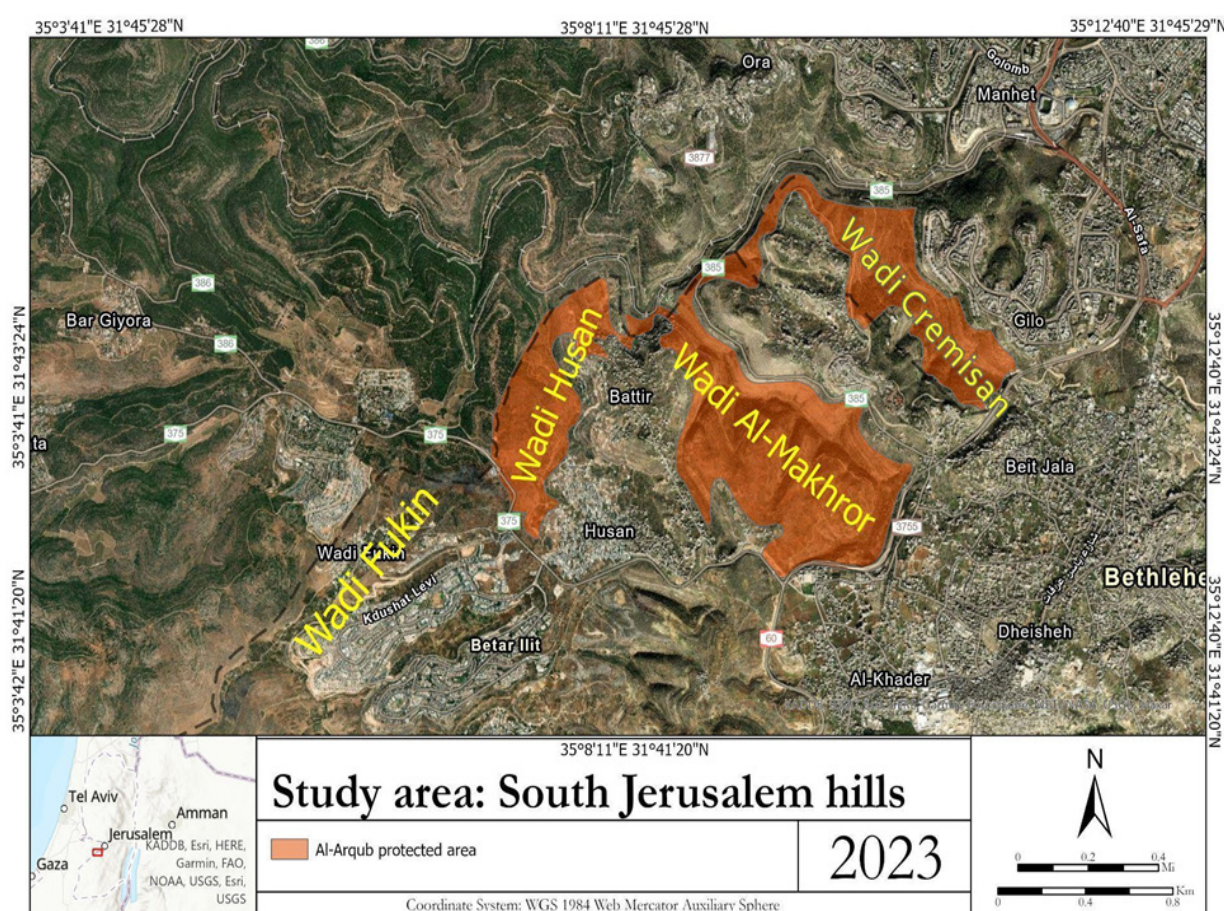 35°3'41"E 31°45'28"N
35°8'11"E 31°45'28"N
35°12'40"E 31°45'29"N
Ora
Golomb
Manhet
3877
385
Al-Safa
Wadi Cremisan
386
385
Bar Giyora
Gilo
386
Wadi Husan
Wadi Al-Makhror
Battir
385
375
375
ta
Beit Jala
35°3'41"E 31°43'24"N
35°12'40"E 31°43'24"N
375
Husan
3755
Wadi Fukin
Wadi Fukin
Kdushat Levi
Bethlehe
Betar Ilit
60
Dheisheh
Al-Khader
35°3'42"E 31°41'20"N
35°12'40"E 31°41'20"N
35°8'11"E 31°41'20"N
Tel Aviv
Amman
Jerusalem
Gaza
KADDB, Esri, HERE,
Garmin, FAO,
NOAA, USGS, Esri,
USGS
Study area: South Jerusalem hills
Al-Arqub protected area
2023
Coordinate System: WGS 1984 Web Mercator Auxiliary Sphere
N
0 0.2 0.4
Mi
Km
0 0.4 0.8